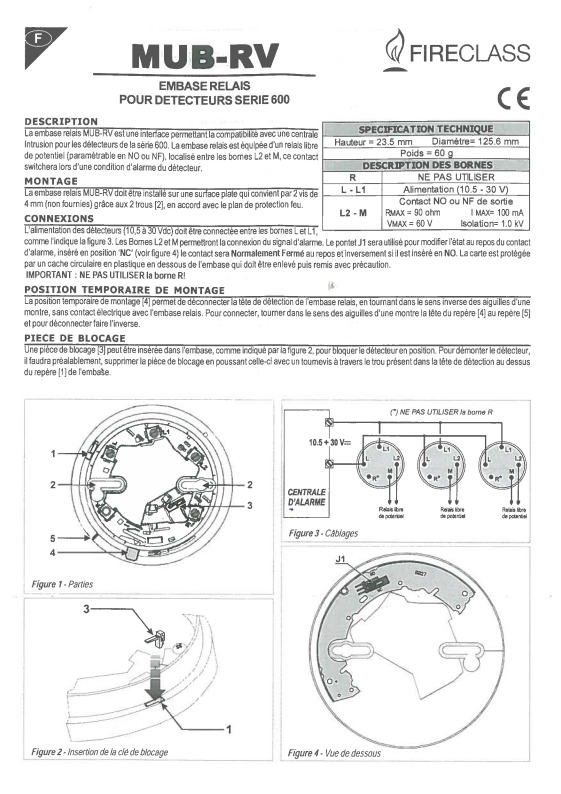 F
MUB-RV
FIRECLASS
EMBASE RELAIS
POUR DETECTEURS SERIE 600
CE
DESCRIPTION
La embase relais MUB-RV est une interface permettant la compatibilité avec une centrale
Intrusion pour les détecteurs de la série 600. La embase relais est équipée d'un relais libre
de potentiel (paramétrable en NO ou NF), localisé entre les bornes L2 et M, ce contact
switchera lors d'une condition d'alarme du détecteur.
MONTAGE
La embase relais MUB-RV doit être installé sur une surface plate qui convient par 2 vis de
4 mm (non fournies) grâce aux 2 trous [2], en accord avec le plan de protection feu.
CONNEXIONS
L'alimentation des détecteurs (10,5 à 30 Vdc) doit être connectée entre les bornes L et L1,
comme l'indique la figure 3. Les Bornes L2 et M permettront la connexion du signal d'alarme. Le pontet J1 sera utilisé pour modifier l'état au repos du contact
d'alarme, inséré en position 'NC' (voir figure 4) le contact sera Normalement Fermé au repos et inversement si il est inséré en NO. La carte est protégée
par un cache circulaire en plastique en dessous de l'embase qui doit être enlevé puis remis avec précaution.
IMPORTANT : NE PAS UTILISER la borne R!
SPECIFICATION TECHNIQUE
Hauteur = 23.5 mm Diamètre= 125.6 mm
Poids = 60 g
DESCRIPTION DES BORNES
R NE PAS UTILISER
L - L1 Alimentation (10.5 - 30 V)
L2 - M Contact NO ou NF de sortie
RMAX = 90 ohm I MAX= 100 mA
VMAX = 60 V Isolation= 1.0 kV
POSITION TEMPORAIRE DE MONTAGE
La position temporaire de montage [4] permet de déconnecter la tête de détection de l'embase relais, en tournant dans le sens inverse des aiguilles d'une
montre, sans contact électrique avec l'embase relais. Pour connecter, tourner dans le sens des aiguilles d'une montre la tête du repère [4] au repère [5]
et pour déconnecter faire l'inverse.
PIECE DE BLOCAGE
Une pièce de blocage [3] peut être insérée dans l'embase, comme indiqué par la figure 2, pour bloquer le détecteur en position. Pour démonter le détecteur,
il faudra préalablement, supprimer la pièce de blocage en poussant celle-ci avec un tournevis à travers le trou présent dans la tête de détection au dessus
du repère [1] de l'embase.
1
2
5
4
2
3
L
L1
Figure 1 - Parties
(*) NE PAS UTILISER la borne R
10.5 ÷ 30 V
CENTRALE
D'ALARME
L1
L L2
M
R*
L1
L L2
M
R*
L1
L L2
M
R*
Relais libre
de potentiel
Relais libre
de potentiel
Relais libre
de potentiel
Figure 3 - Câblages
3
1
Figure 2 - Insertion de la clé de blocage
J1
Figure 4 - Vue de dessous